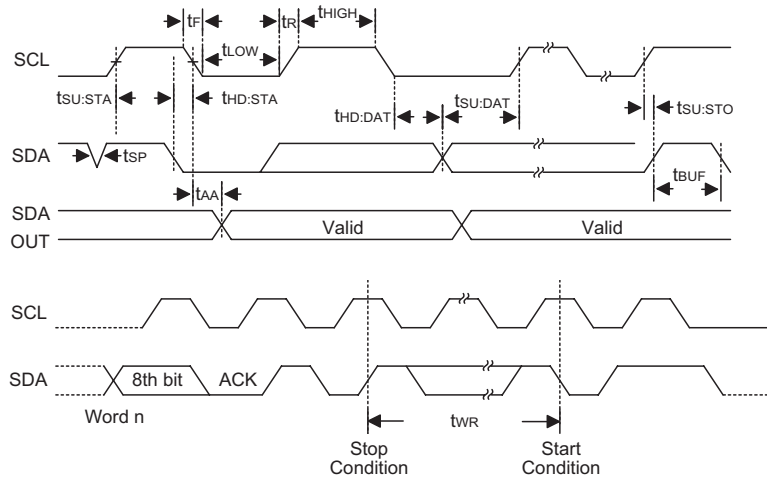 tF tR tHIGH
SCL
tLOW
tSU:STA tHD:STA tHD:DAT tSU:DAT tSU:STO
SDA
tSP
tBUF
tAA
SDA
OUT
Valid Valid
SCL
SDA
8th bit ACK
Word n
tWR
Stop
Condition
Start
Condition